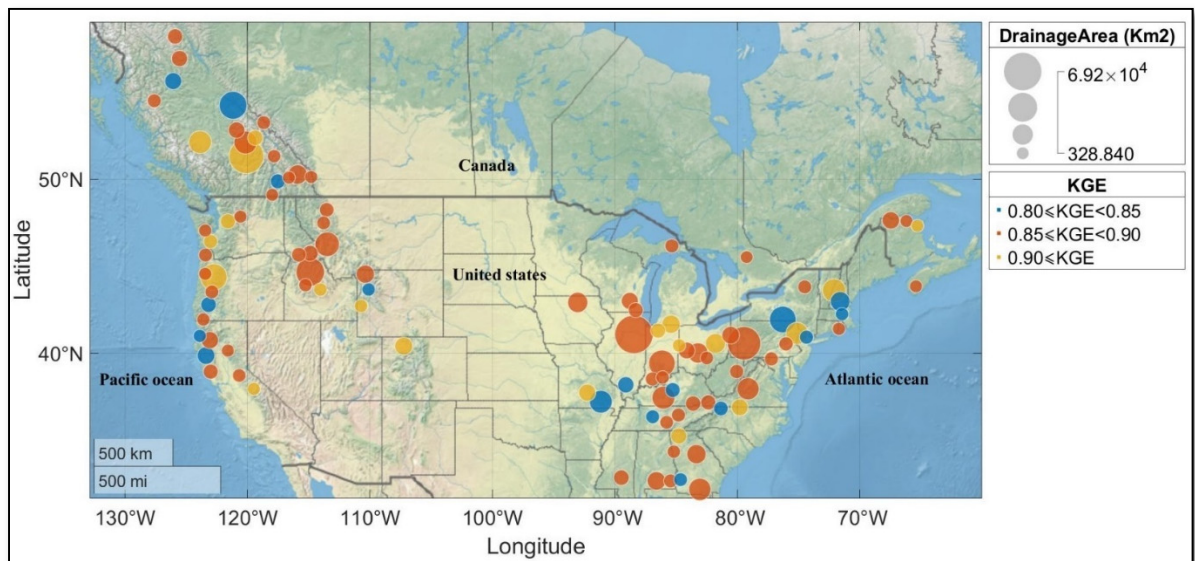 DrainageArea (Km2)
6.92×10⁴
328.840
KGE
0.80⩽KGE<0.85
0.85⩽KGE<0.90
0.90⩽KGE
Canada
United states
Pacific ocean
Atlantic ocean
500 km
500 mi
50°N
40°N
Latitude
130°W 120°W 110°W 100°W 90°W 80°W 70°W
Longitude